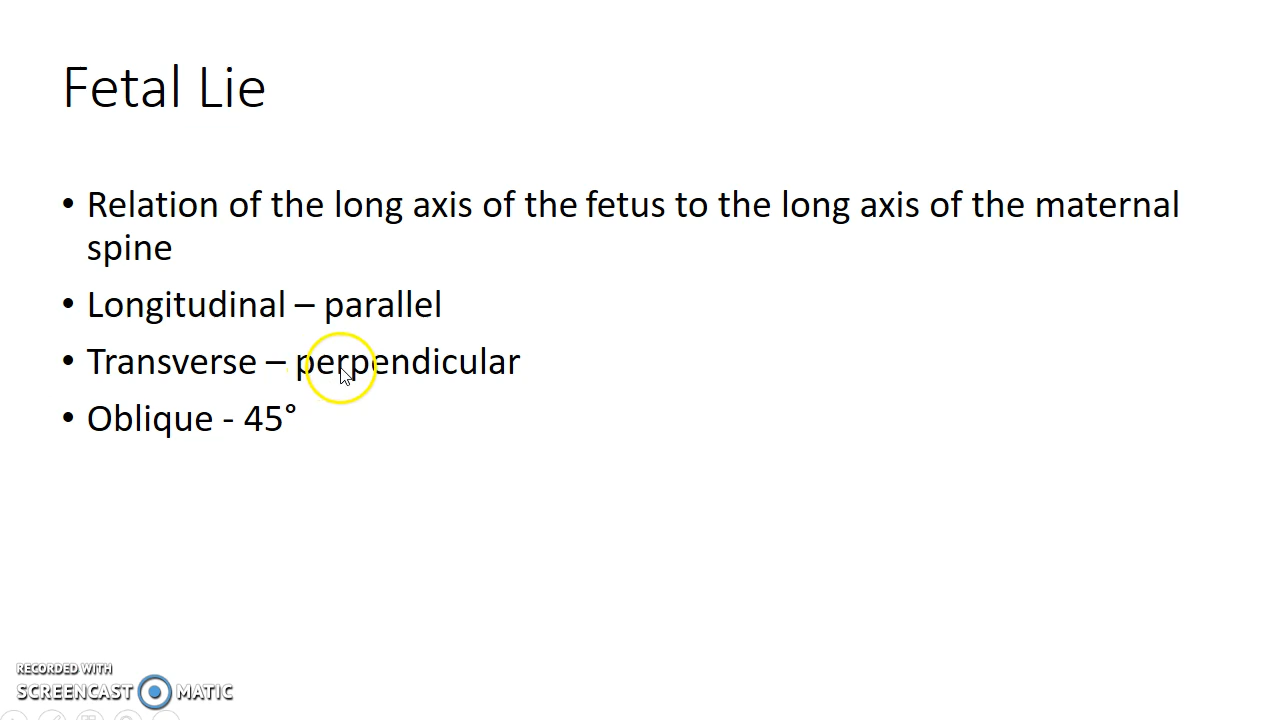 Fetal Lie
• Relation of the long axis of the fetus to the long axis of the maternal
spine
• Longitudinal – parallel
• Transverse – perpendicular
• Oblique - 45°
RECORDED WITH
SCREENCAST MATIC